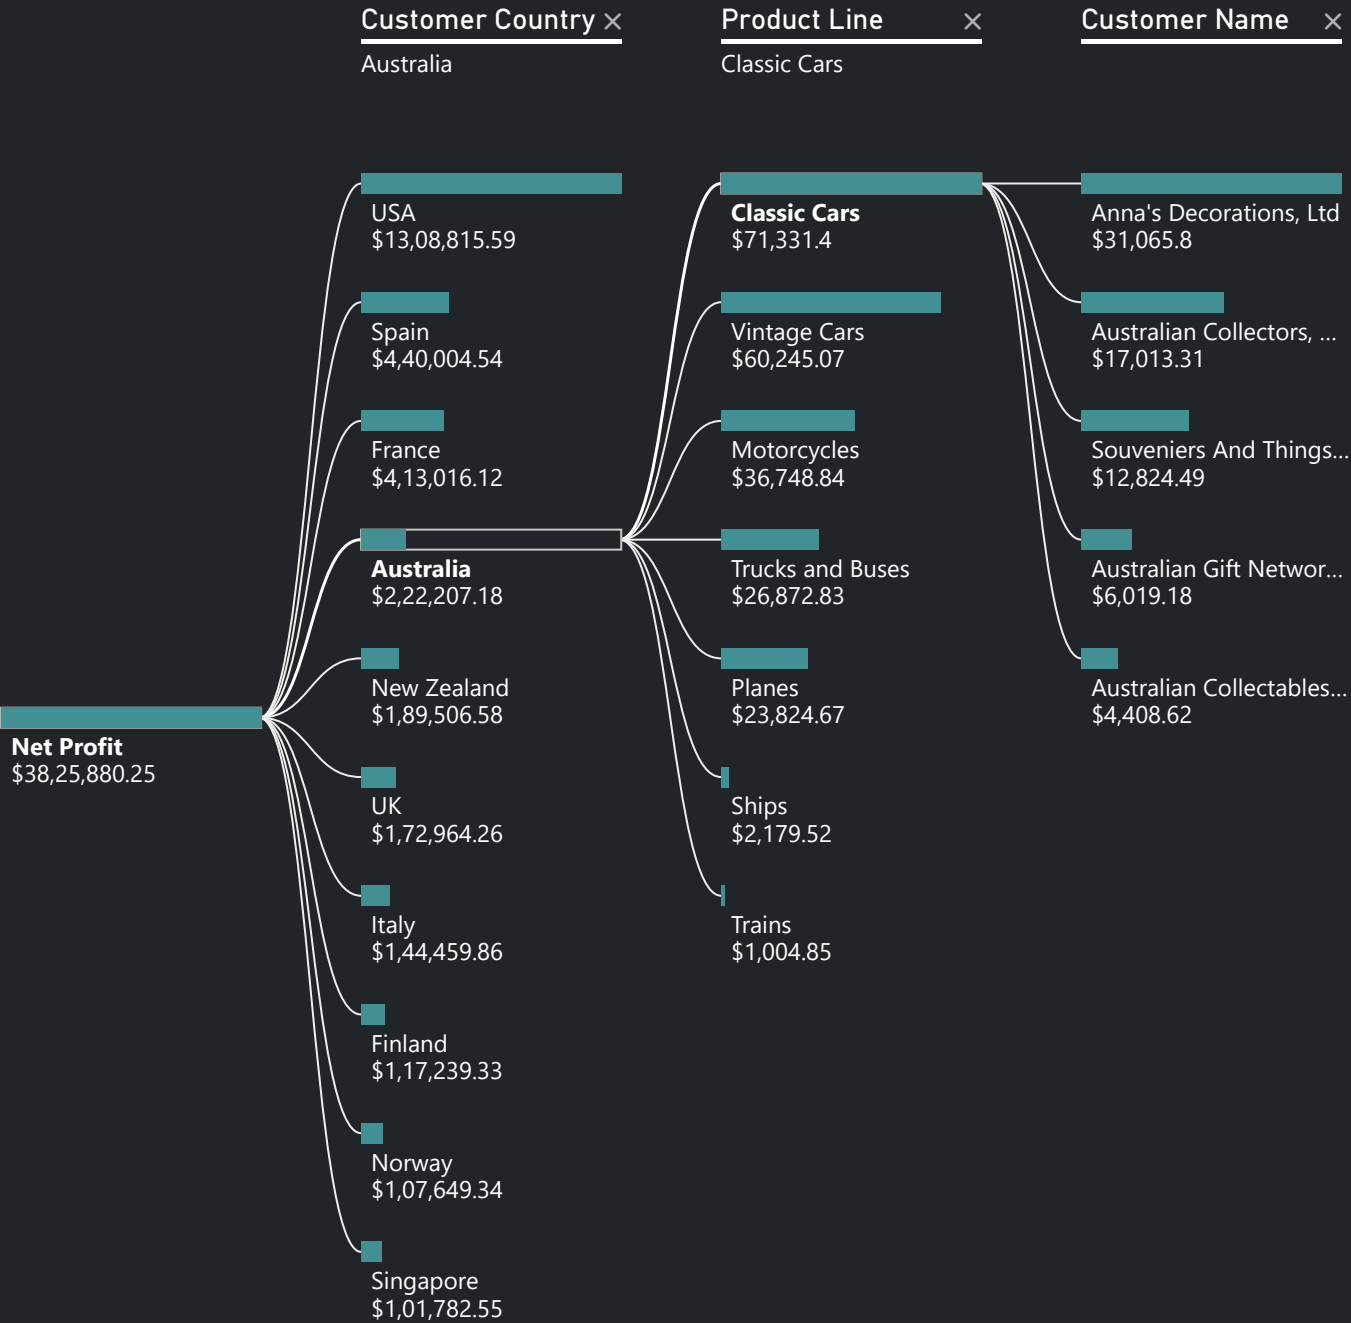 Customer Country ×
Product Line ×
Customer Name ×
Australia
Classic Cars
Net Profit
$38,25,880.25
USA
$13,08,815.59
Spain
$4,40,004.54
France
$4,13,016.12
Australia
$2,22,207.18
New Zealand
$1,89,506.58
UK
$1,72,964.26
Italy
$1,44,459.86
Finland
$1,17,239.33
Norway
$1,07,649.34
Singapore
$1,01,782.55
Classic Cars
$71,331.4
Vintage Cars
$60,245.07
Motorcycles
$36,748.84
Trucks and Buses
$26,872.83
Planes
$23,824.67
Ships
$2,179.52
Trains
$1,004.85
Anna's Decorations, Ltd
$31,065.8
Australian Collectors, ...
$17,013.31
Souveniers And Things...
$12,824.49
Australian Gift Networ...
$6,019.18
Australian Collectables...
$4,408.62